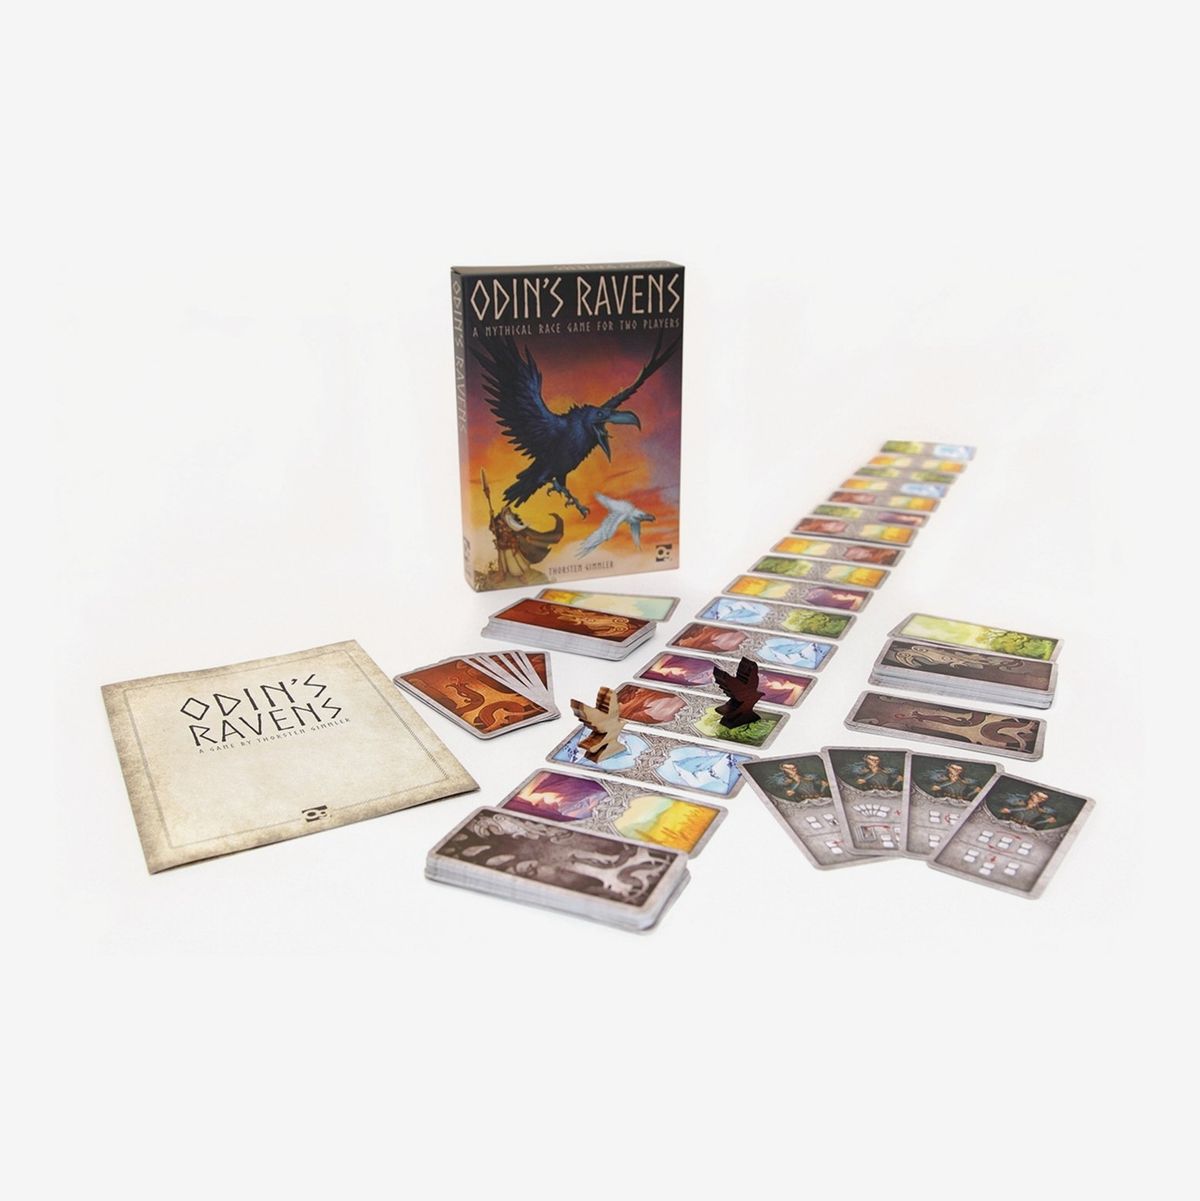 ODIN'S RAVENS
A MYTHICAL RACE GAME FOR TWO PLAYERS
ODIN'S RAVENS
THORSTEN GIMMLER
ODIN'S
RAVENS
A GAME BY THORSTEN GIMMLER